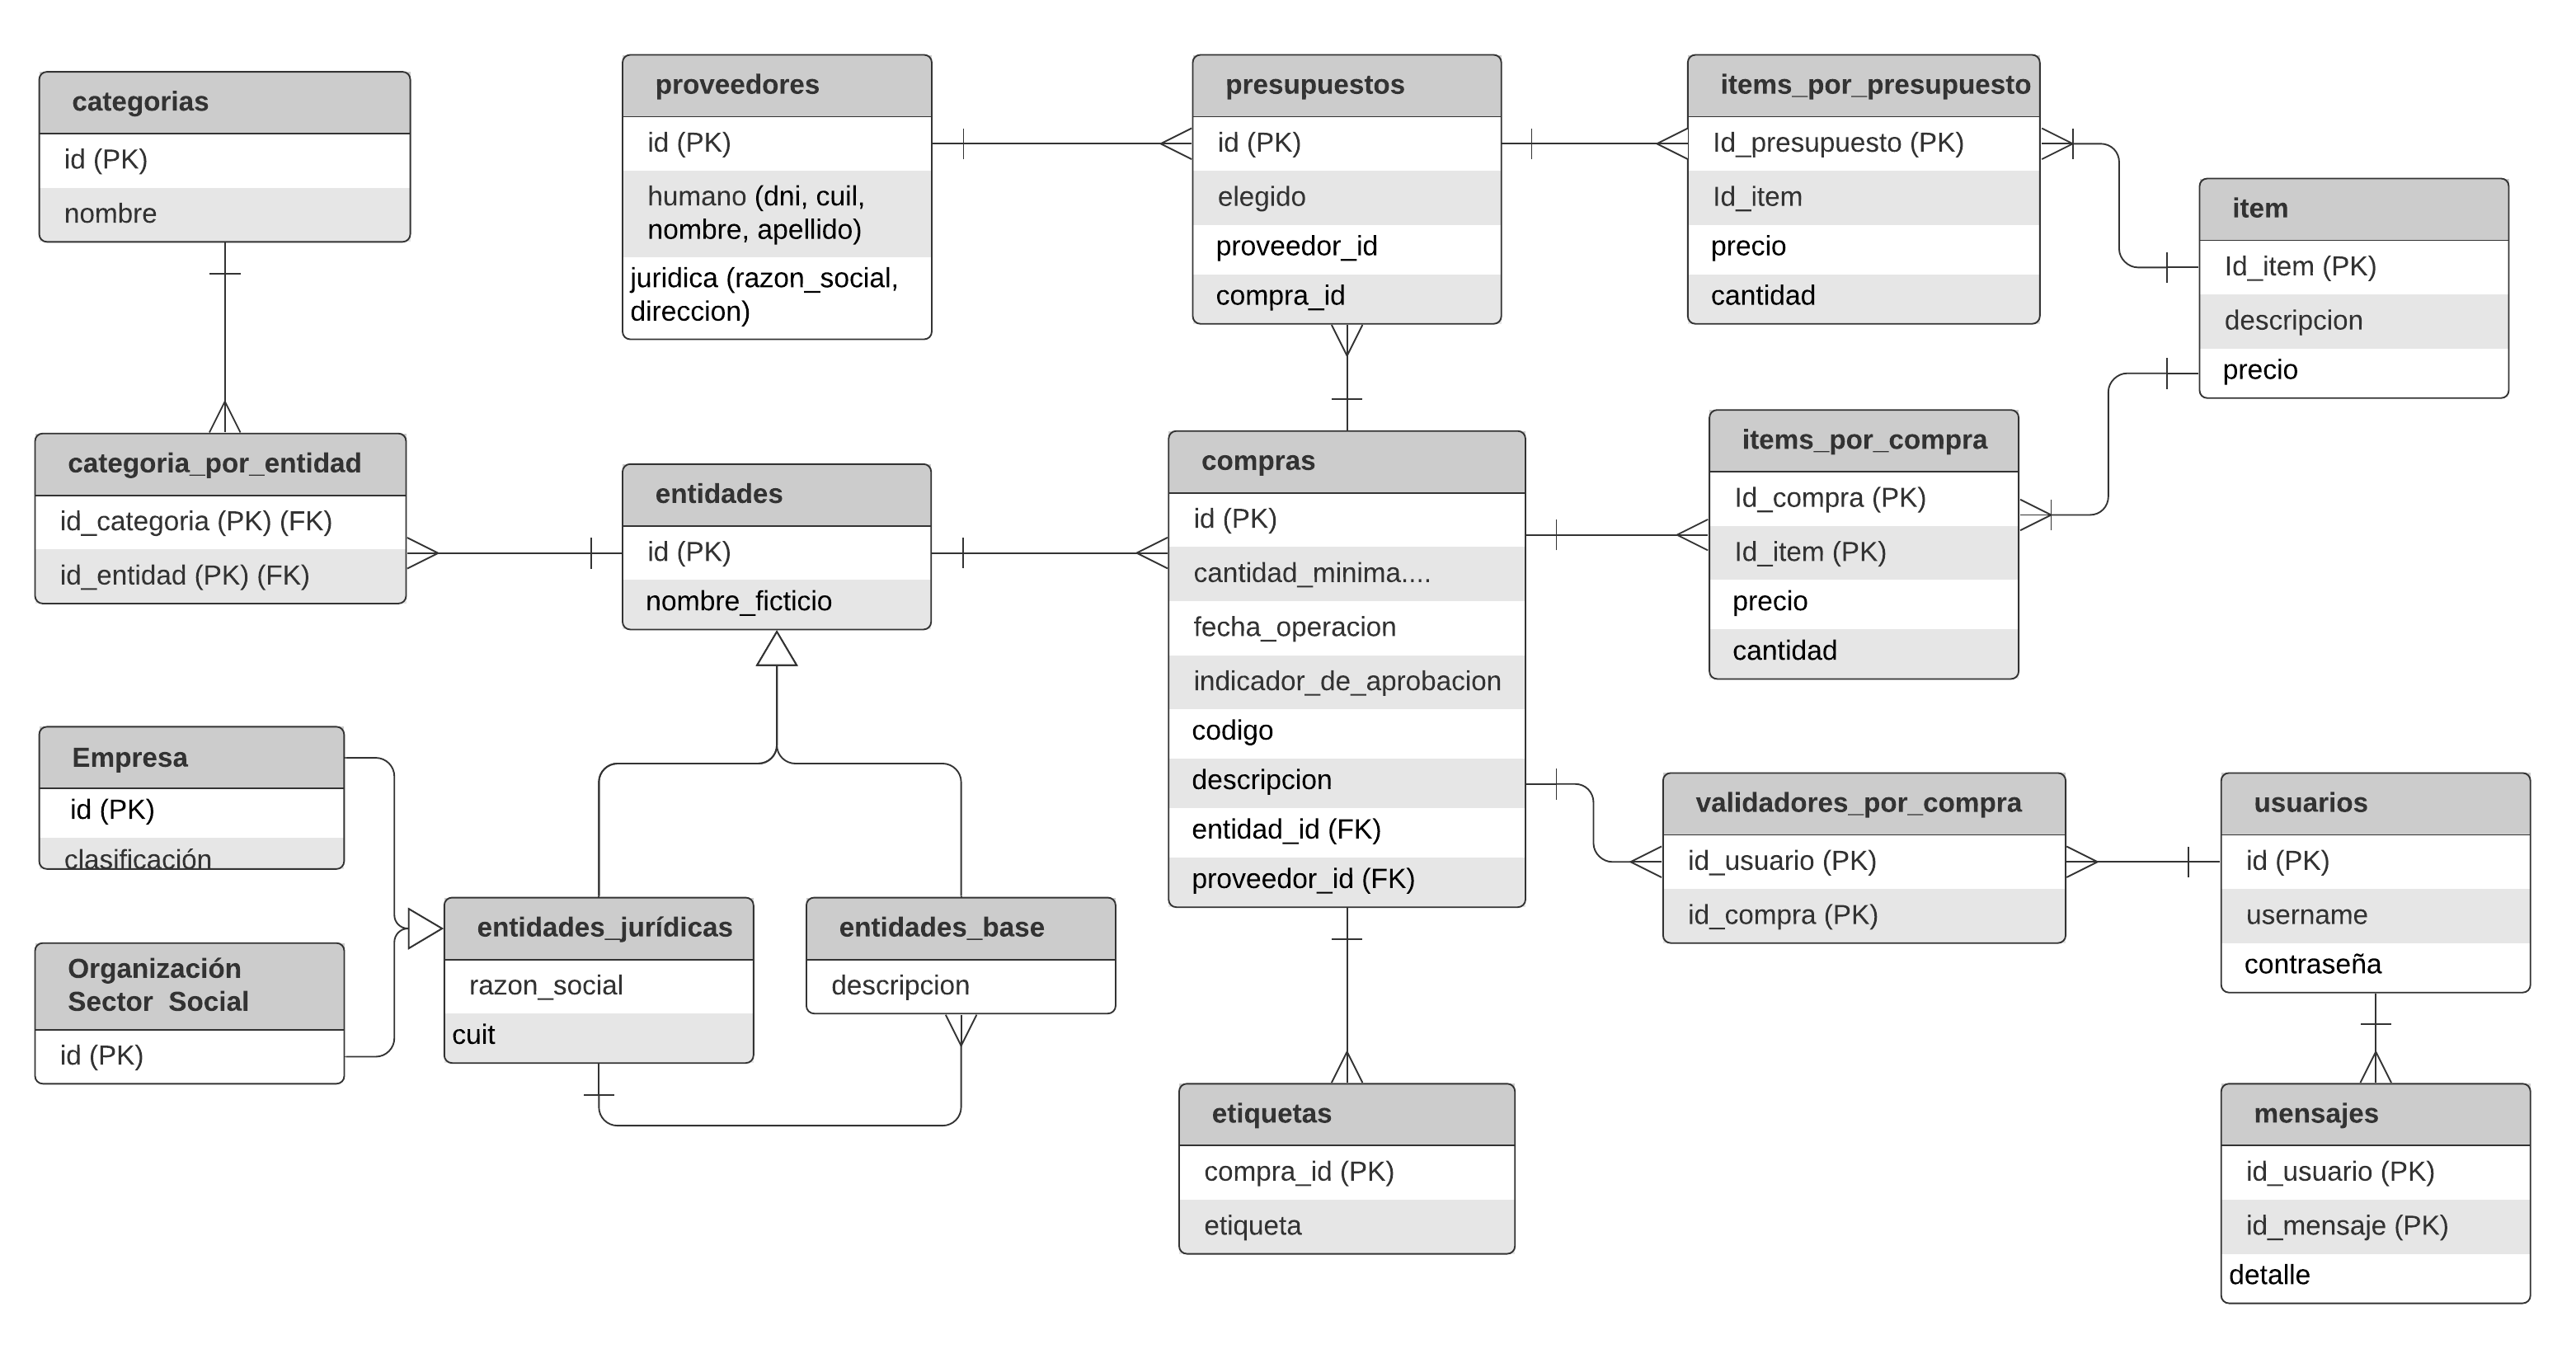 categorias
id (PK)
nombre
proveedores
id (PK)
humano (dni, cuil,
nombre, apellido)
juridica (razon_social,
direccion)
presupuestos
id (PK)
elegido
proveedor_id
compra_id
items_por_presupuesto
Id_presupuesto (PK)
Id_item
precio
cantidad
item
Id_item (PK)
descripcion
precio
categoria_por_entidad
id_categoria (PK) (FK)
id_entidad (PK) (FK)
entidades
id (PK)
nombre_ficticio
compras
id (PK)
cantidad_minima....
fecha_operacion
indicador_de_aprobacion
codigo
descripcion
entidad_id (FK)
proveedor_id (FK)
items_por_compra
Id_compra (PK)
Id_item (PK)
precio
cantidad
Empresa
id (PK)
clasificación
Organización
Sector  Social
id (PK)
entidades_jurídicas
razon_social
cuit
entidades_base
descripcion
validadores_por_compra
id_usuario (PK)
id_compra (PK)
usuarios
id (PK)
username
contraseña
etiquetas
compra_id (PK)
etiqueta
mensajes
id_usuario (PK)
id_mensaje (PK)
detalle